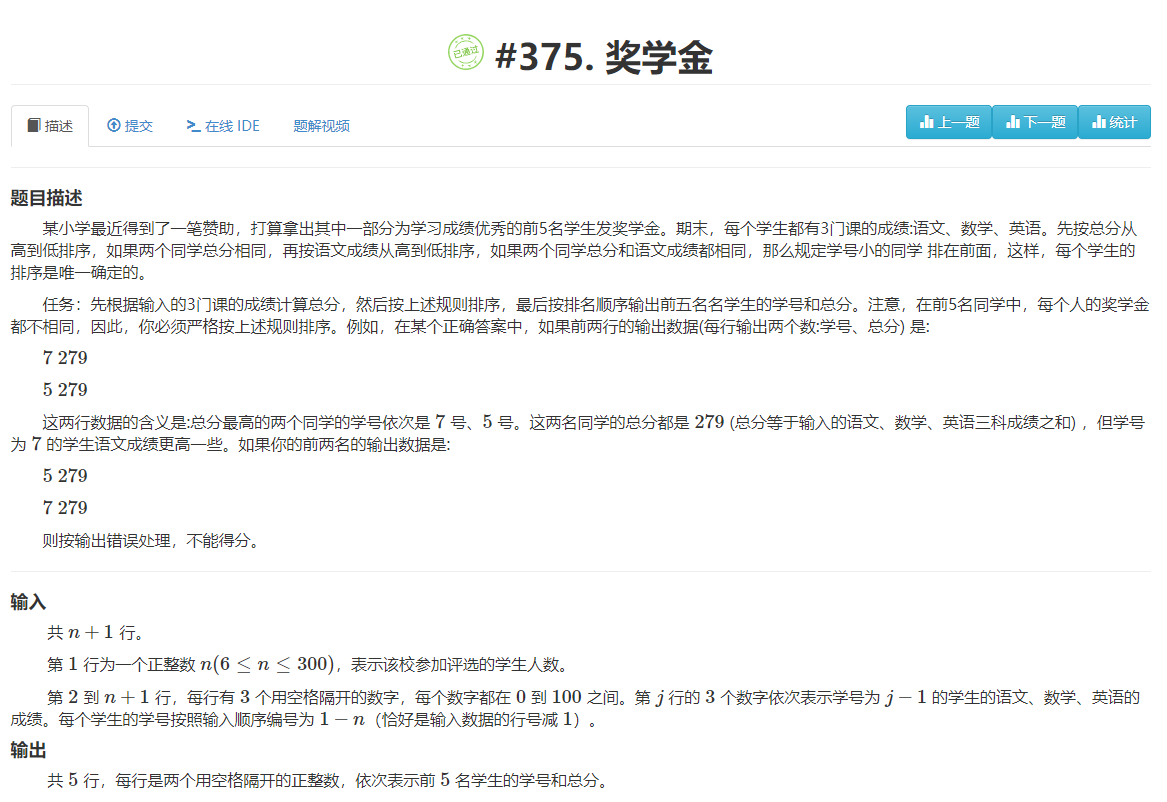 已通过 #375. 奖学金
描述 提交 在线 IDE 题解视频 上一题 下一题 统计
题目描述
某小学最近得到了一笔赞助，打算拿出其中一部分为学习成绩优秀的前5名学生发奖学金。期末，每个学生都有3门课的成绩:语文、数学、英语。先按总分从
高到低排序，如果两个同学总分相同，再按语文成绩从高到低排序，如果两个同学总分和语文成绩都相同，那么规定学号小的同学 排在前面，这样，每个学生的
排序是唯一确定的。
任务：先根据输入的3门课的成绩计算总分，然后按上述规则排序，最后按排名顺序输出前五名名学生的学号和总分。注意，在前5名同学中，每个人的奖学金
都不相同，因此，你必须严格按上述规则排序。例如，在某个正确答案中，如果前两行的输出数据(每行输出两个数:学号、总分) 是:
7 279
5 279
这两行数据的含义是:总分最高的两个同学的学号依次是 7 号、5 号。这两名同学的总分都是 279 (总分等于输入的语文、数学、英语三科成绩之和) ，但学号
为 7 的学生语文成绩更高一些。如果你的前两名的输出数据是:
5 279
7 279
则按输出错误处理，不能得分。
输入
共 n + 1 行。
第 1 行为一个正整数 n(6 ≤ n ≤ 300)，表示该校参加评选的学生人数。
第 2 到 n + 1 行，每行有 3 个用空格隔开的数字，每个数字都在 0 到 100 之间。第 j 行的 3 个数字依次表示学号为 j − 1 的学生的语文、数学、英语的
成绩。每个学生的学号按照输入顺序编号为 1 − n（恰好是输入数据的行号减 1）。
输出
共 5 行，每行是两个用空格隔开的正整数，依次表示前 5 名学生的学号和总分。